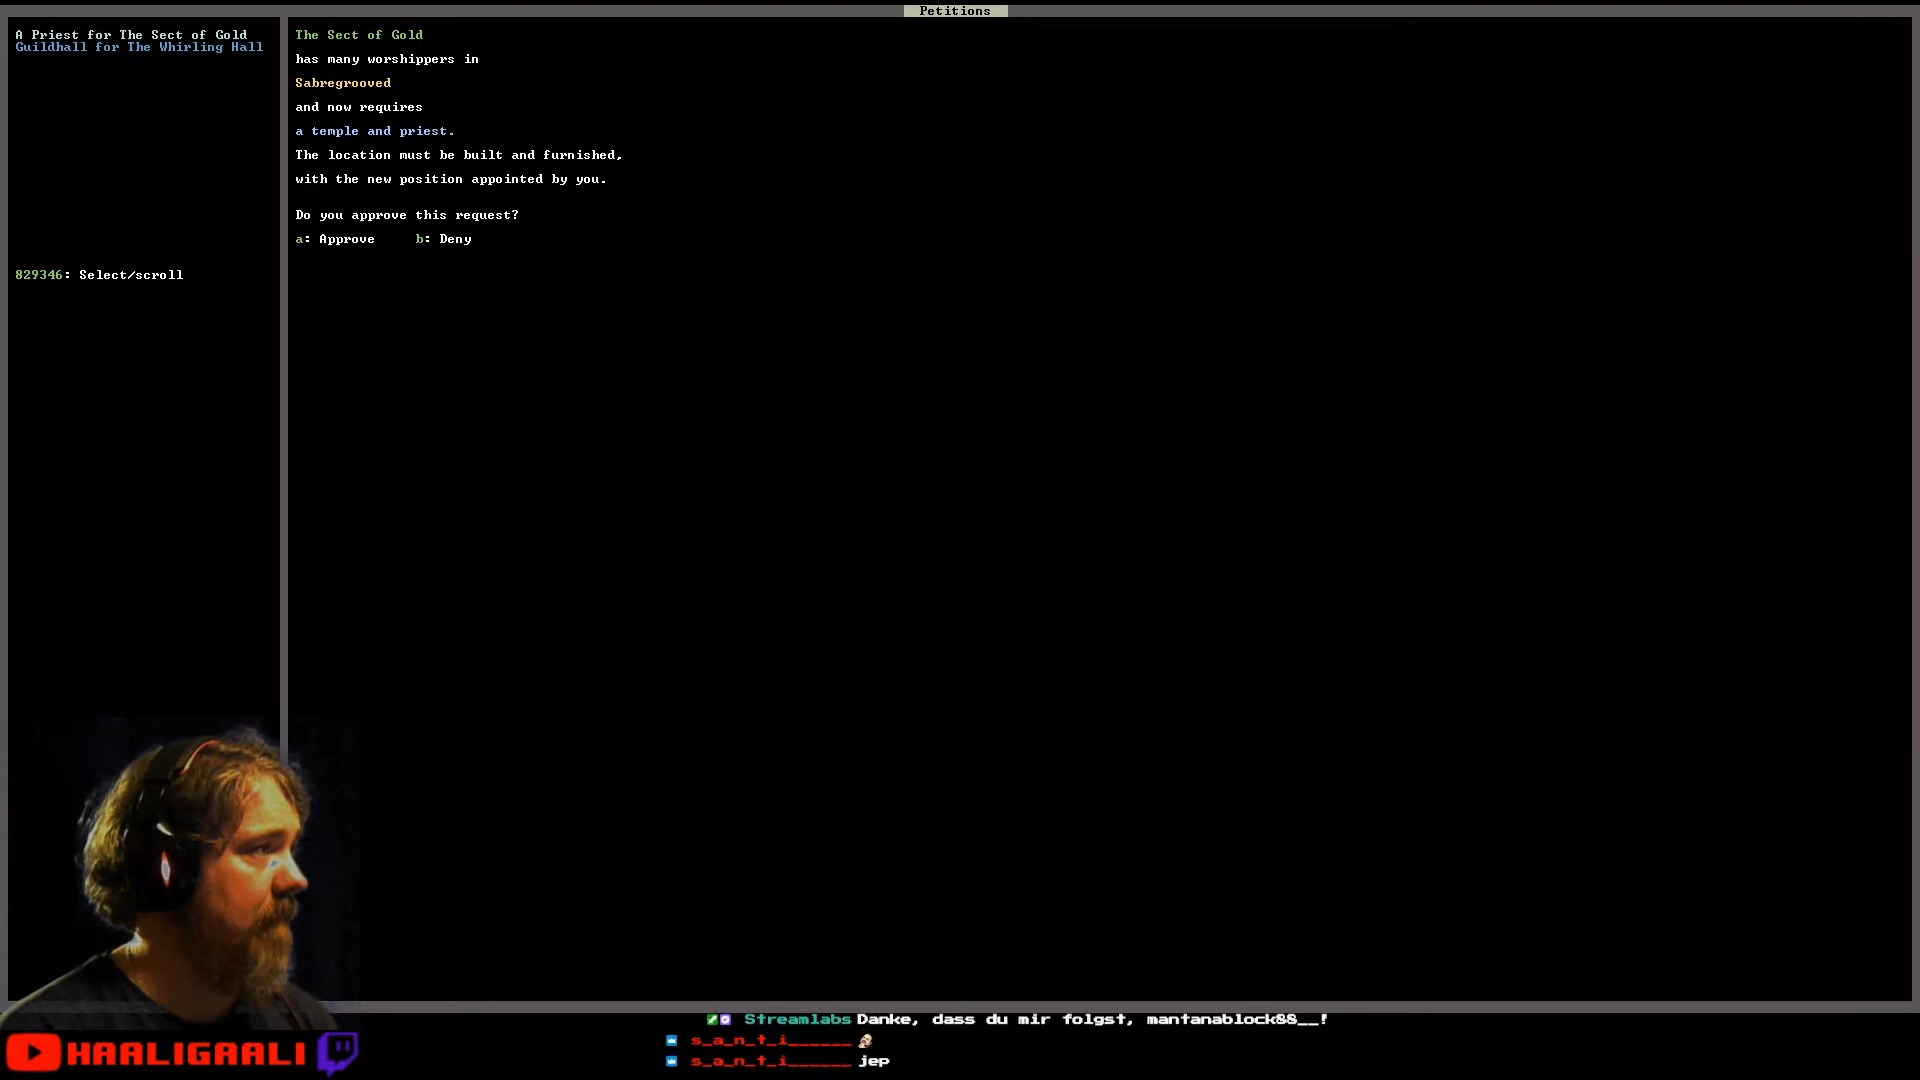 Petitions
A Priest for The Sect of Gold
Guildhall for The Whirling Hall
829346: Select/scroll
The Sect of Gold
has many worshippers in
Sabregrooved
and now requires
a temple and priest.
The location must be built and furnished,
with the new position appointed by you.
Do you approve this request?
a: Approve b: Deny
HAALIGAALI
Streamlabs Danke, dass du mir folgst, mantanablock88__!
s_a_n_t_i______
s_a_n_t_i______ jep